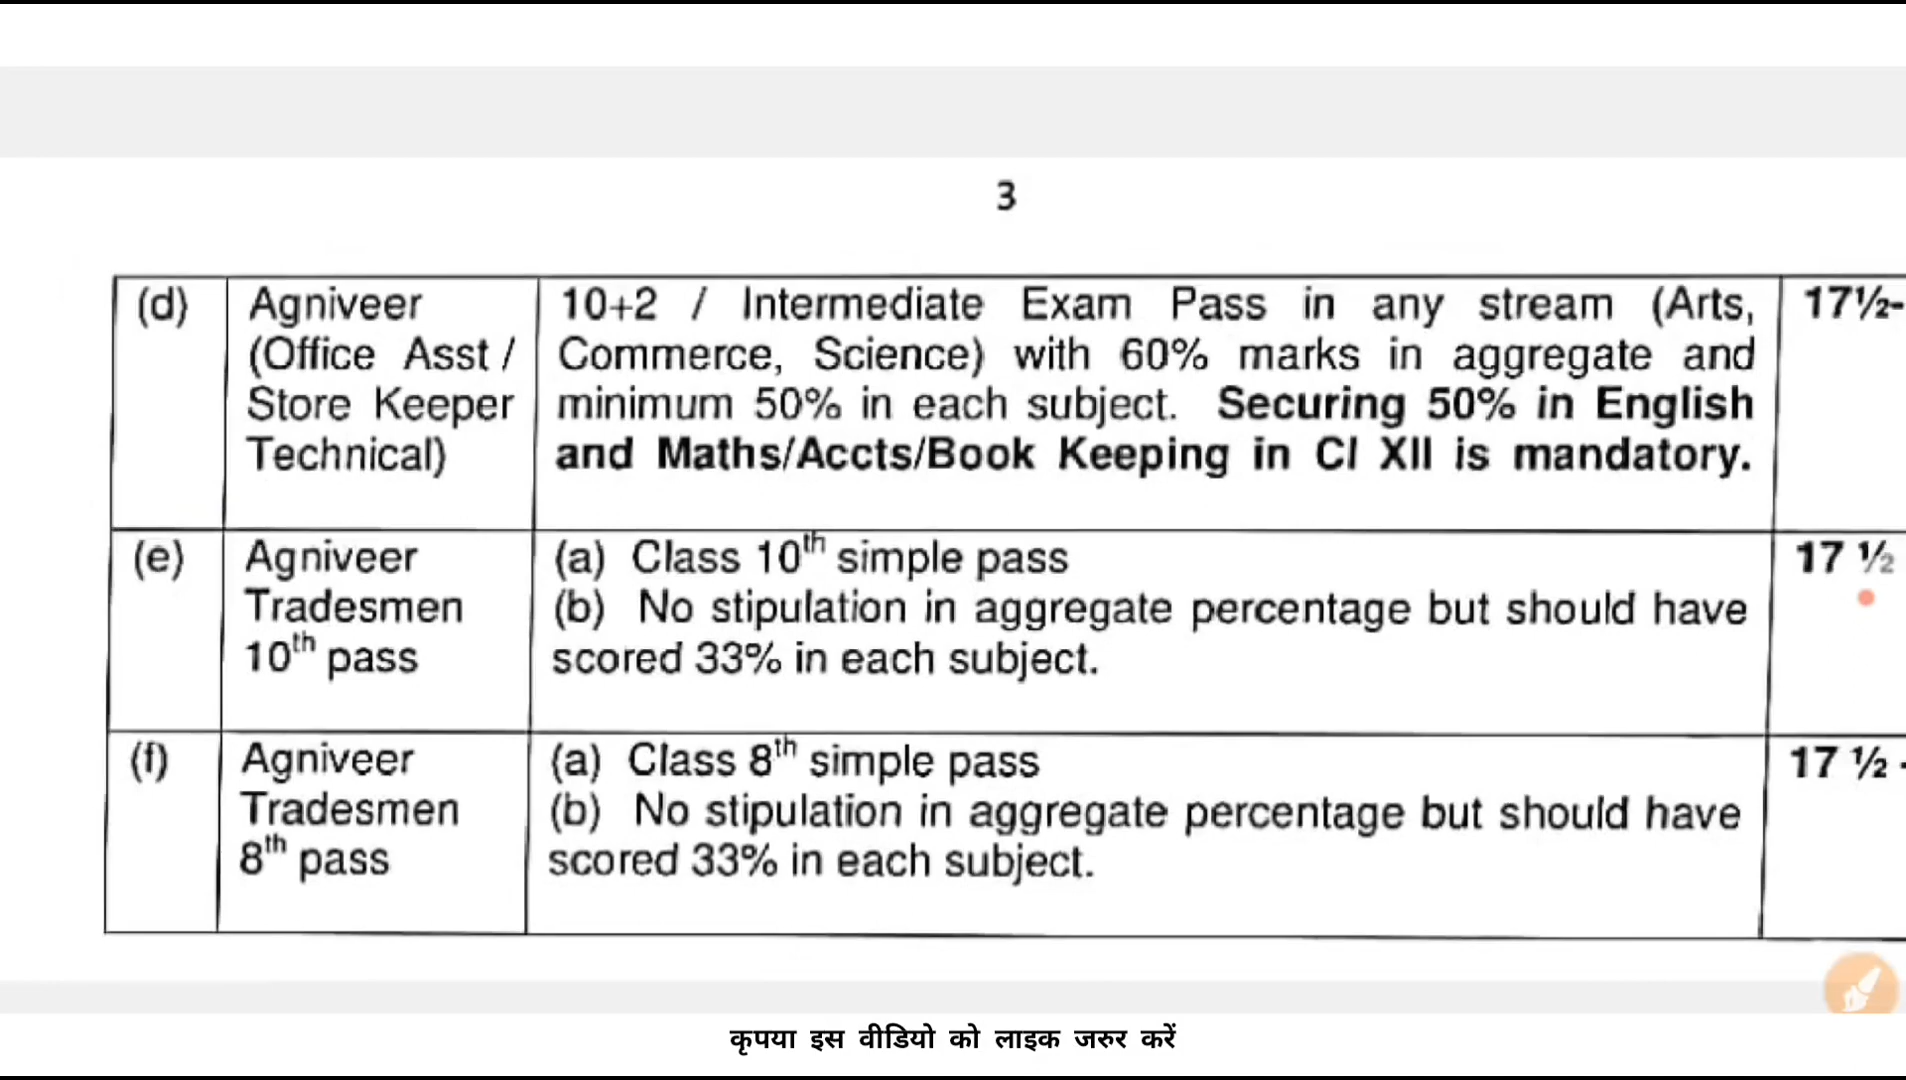 3
(d) Agniveer 10+2 / Intermediate Exam Pass in any stream (Arts, 17½-
(Office Asst / Commerce, Science) with 60% marks in aggregate and
Store Keeper minimum 50% in each subject. Securing 50% in English
Technical) and Maths/Accts/Book Keeping in Cl XII is mandatory.
(e) Agniveer (a) Class 10th simple pass 17 ½
Tradesmen (b) No stipulation in aggregate percentage but should have
10th pass scored 33% in each subject.
(f) Agniveer (a) Class 8th simple pass 17 ½ -
Tradesmen (b) No stipulation in aggregate percentage but should have
8th pass scored 33% in each subject.
कृपया इस वीडियो को लाइक जरुर करें